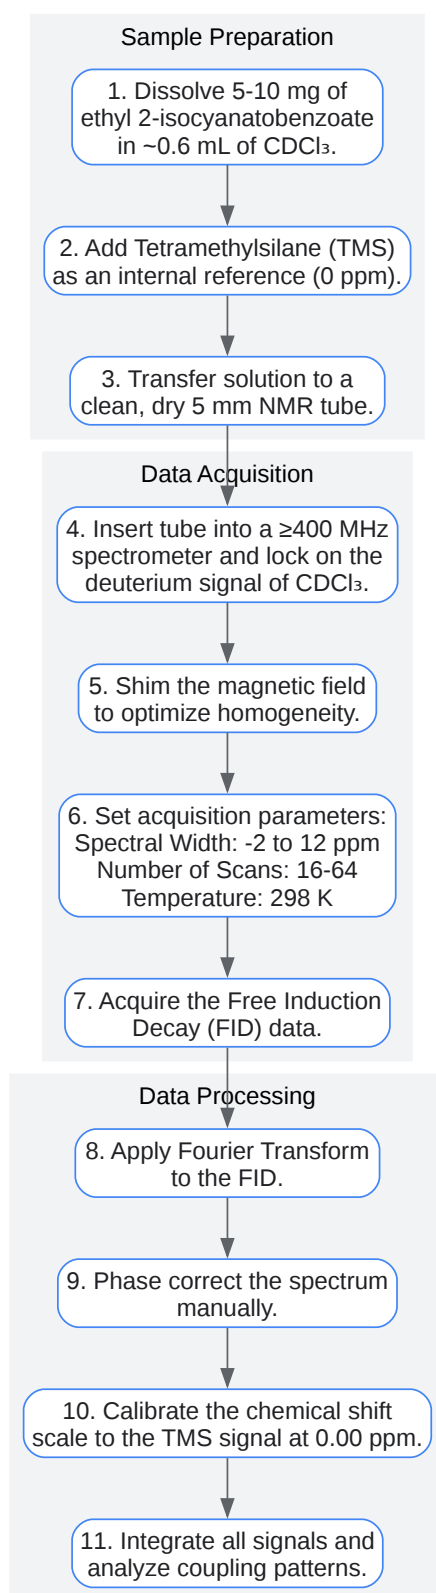 Sample Preparation
1. Dissolve 5-10 mg of
ethyl 2-isocyanatobenzoate
in ~0.6 mL of CDCl₃.
2. Add Tetramethylsilane (TMS)
as an internal reference (0 ppm).
3. Transfer solution to a
clean, dry 5 mm NMR tube.
Data Acquisition
4. Insert tube into a ≥400 MHz
spectrometer and lock on the
deuterium signal of CDCl₃.
5. Shim the magnetic field
to optimize homogeneity.
6. Set acquisition parameters:
Spectral Width: -2 to 12 ppm
Number of Scans: 16-64
Temperature: 298 K
7. Acquire the Free Induction
Decay (FID) data.
Data Processing
8. Apply Fourier Transform
to the FID.
9. Phase correct the spectrum
manually.
10. Calibrate the chemical shift
scale to the TMS signal at 0.00 ppm.
11. Integrate all signals and
analyze coupling patterns.